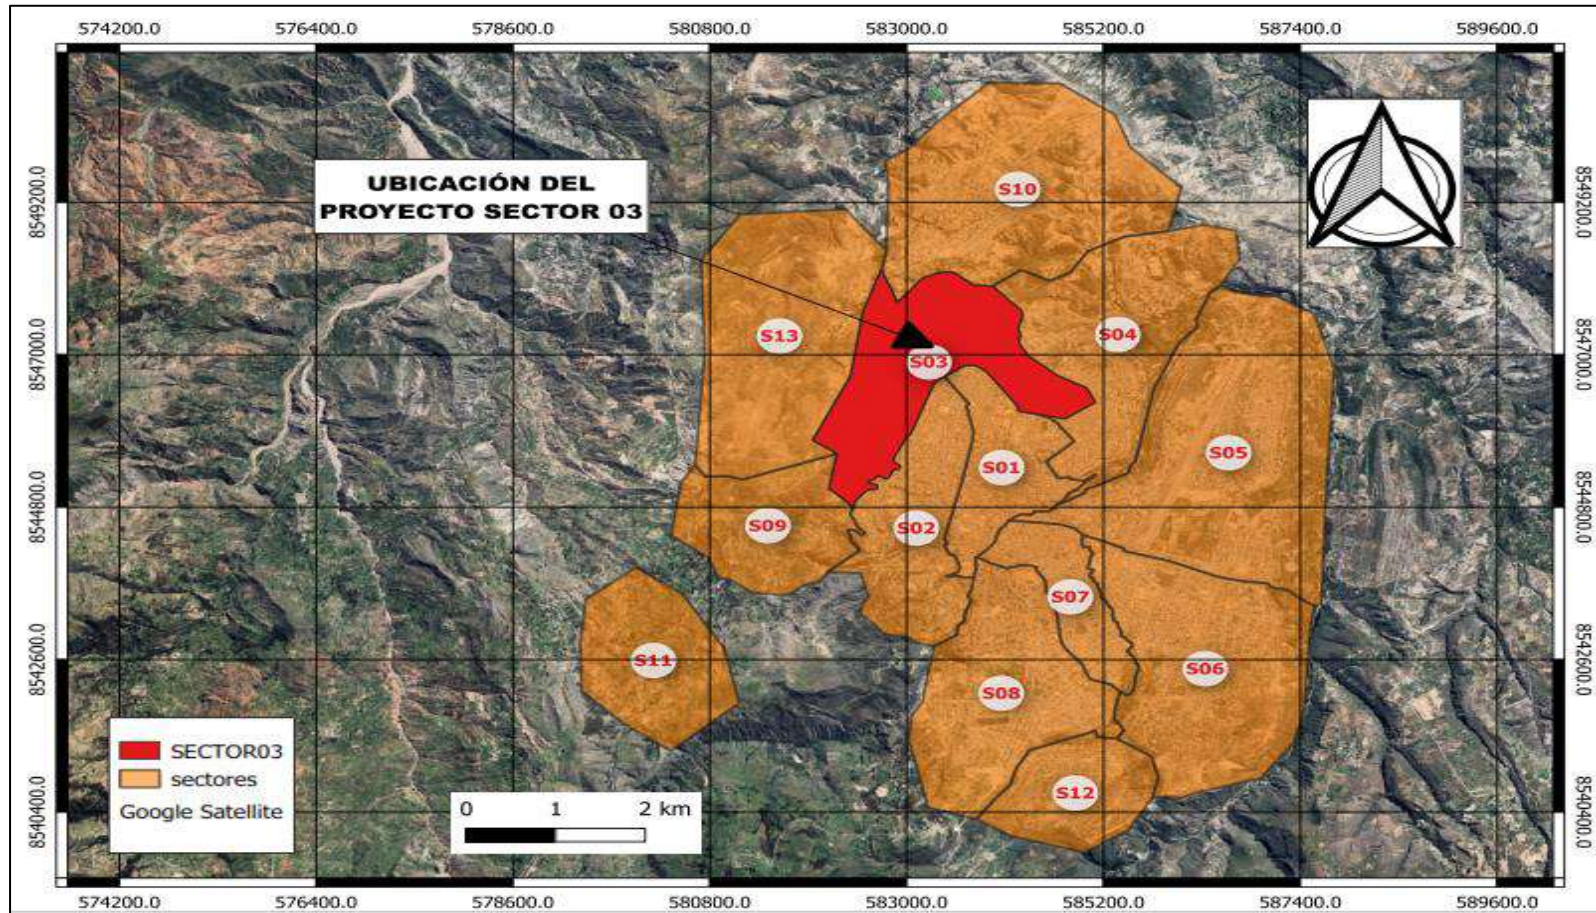 574200.0 576400.0 578600.0 580800.0 583000.0 585200.0 587400.0 589600.0
UBICACIÓN DEL
PROYECTO SECTOR 03
8549200.0
8547000.0
8544800.0
8542600.0
8540400.0
S10
S13
S04
S03
S05
S01
S09
S02
S07
S11
S06
S08
S12
8549200.0
8547000.0
8544800.0
8542600.0
8540400.0
SECTOR03
sectores
Google Satellite
0 1 2 km
574200.0 576400.0 578600.0 580800.0 583000.0 585200.0 587400.0 589600.0